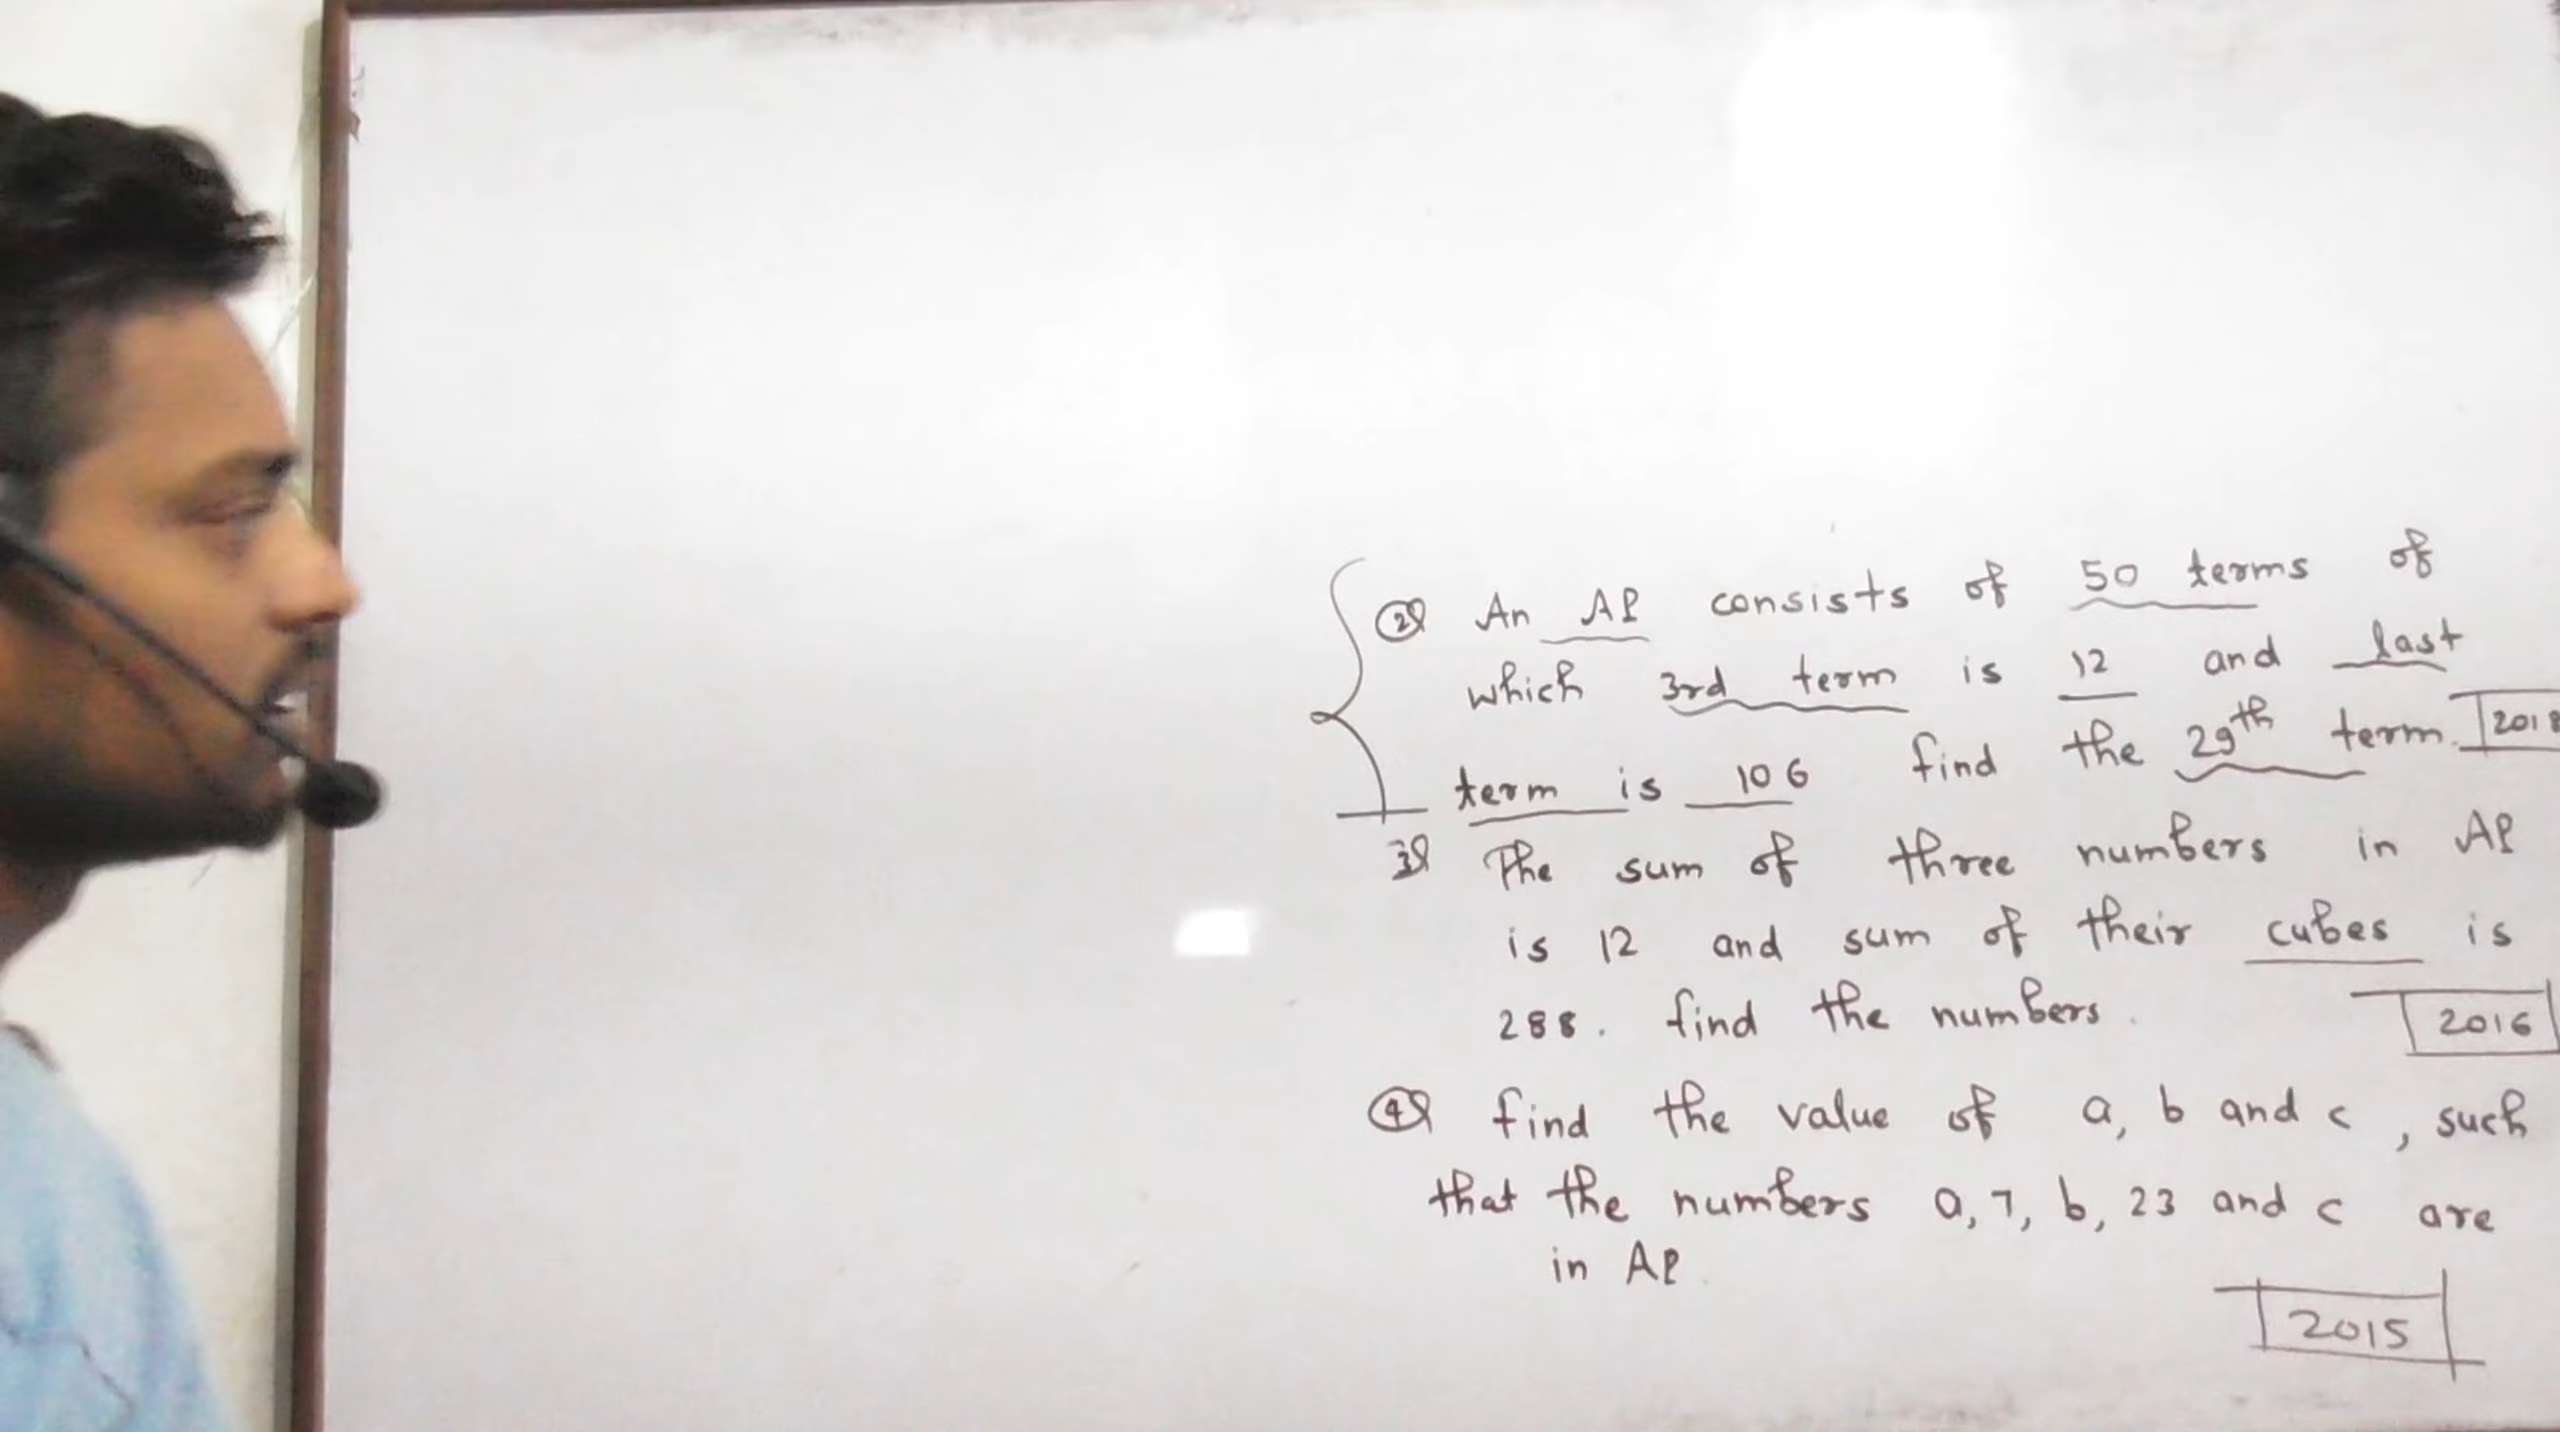 2) An AP consists of 50 terms of
which 3rd term is 12 and last
term is 106 find the 29th term. 2018
3) The sum of three numbers in AP
is 12 and sum of their cubes is
288. find the numbers. 2016
4) find the value of a, b and c, such
that the numbers a, 7, b, 23 and c are
in AP.
2015